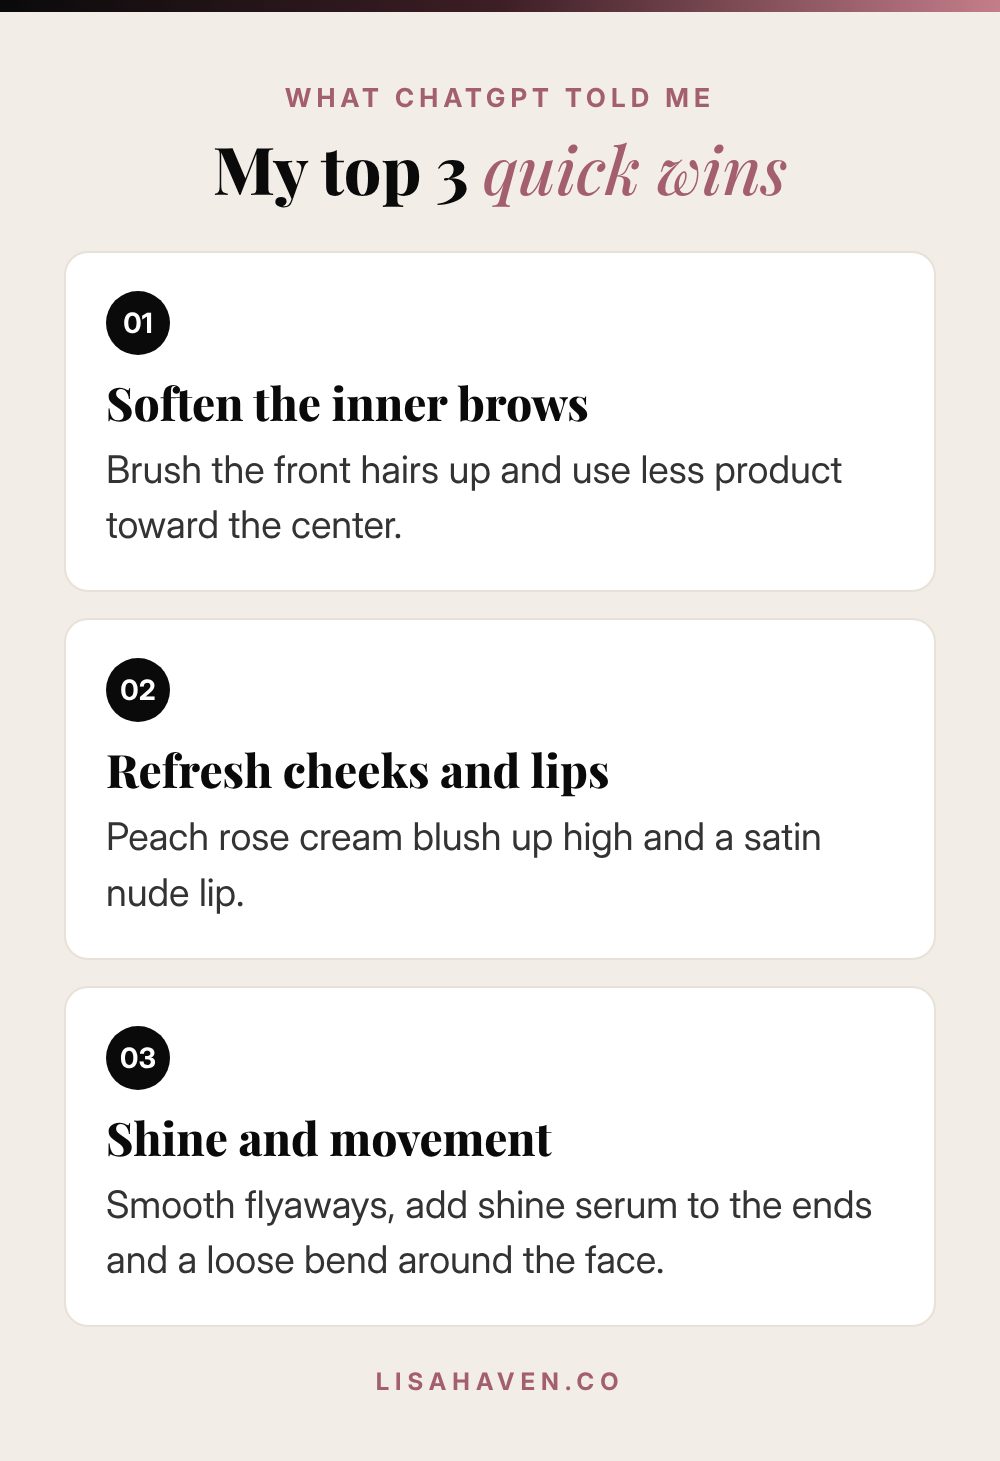 WHAT CHATGPT TOLD ME
My top 3 quick wins
01
Soften the inner brows
Brush the front hairs up and use less product
toward the center.
02
Refresh cheeks and lips
Peach rose cream blush up high and a satin
nude lip.
03
Shine and movement
Smooth flyaways, add shine serum to the ends
and a loose bend around the face.
LISAHAVEN.CO